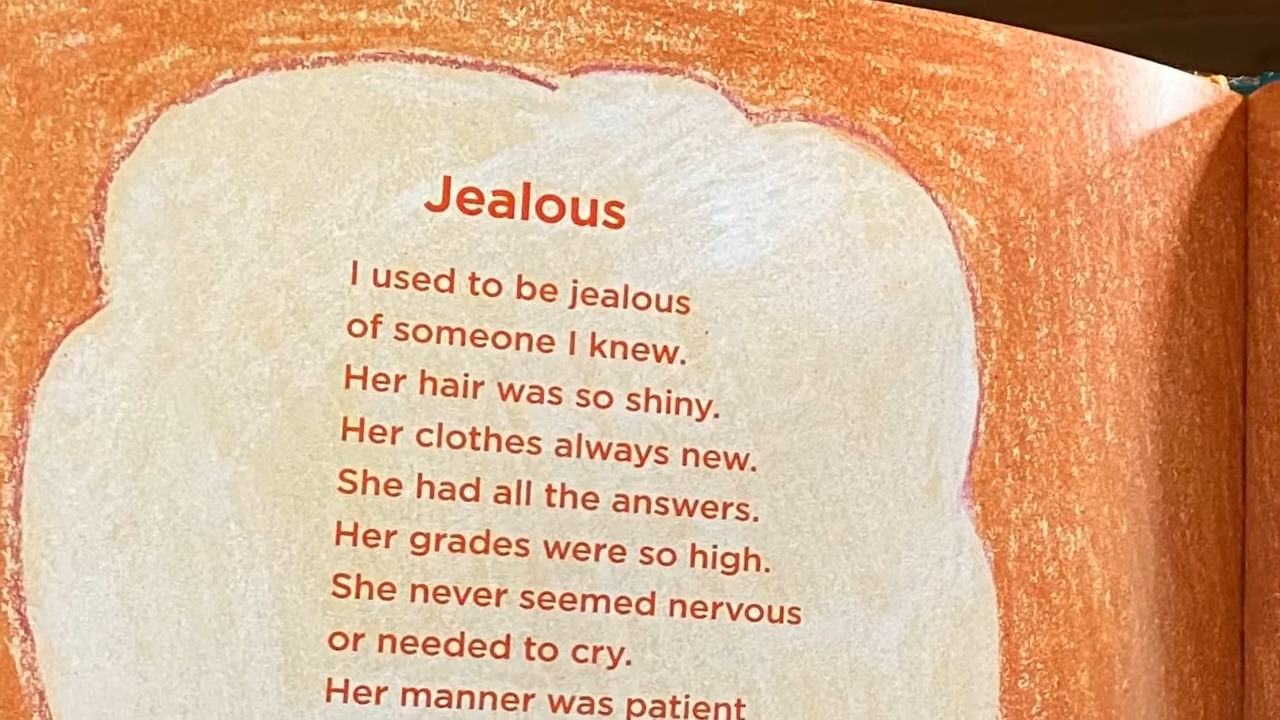 Jealous
I used to be jealous
of someone I knew.
Her hair was so shiny.
Her clothes always new.
She had all the answers.
Her grades were so high.
She never seemed nervous
or needed to cry.
Her manner was patient